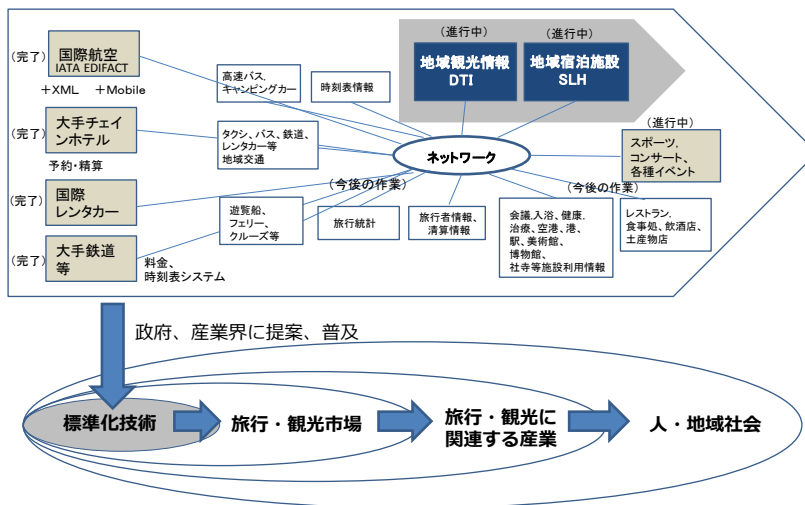 (進行中)
(進行中)
(完了)
国際航空
IATA EDIFACT
+XML +Mobile
地域観光情報
DTI
地域宿泊施設
SLH
高速バス,
キャンピングカー
時刻表情報
(完了)
大手チェイ
ンホテル
予約・精算
タクシ、バス、鉄道、
レンタカー等
地域交通
ネットワーク
(進行中)
スポーツ,
コンサート、
各種イベント
(完了)
国際
レンタカー
(今後の作業)
(今後の作業)
遊覧船、
フェリー、
クルーズ等
旅行統計
旅行者情報、
清算情報
会議,入浴、健康,
治療、空港、港、
駅、美術館、
博物館、
社寺等施設利用情報
レストラン,
食事処、飲酒店、
土産物店
(完了)
大手鉄道
等
料金、
時刻表システム
政府、産業界に提案、普及
標準化技術
旅行・観光市場
旅行・観光に
関連する産業
人・地域社会